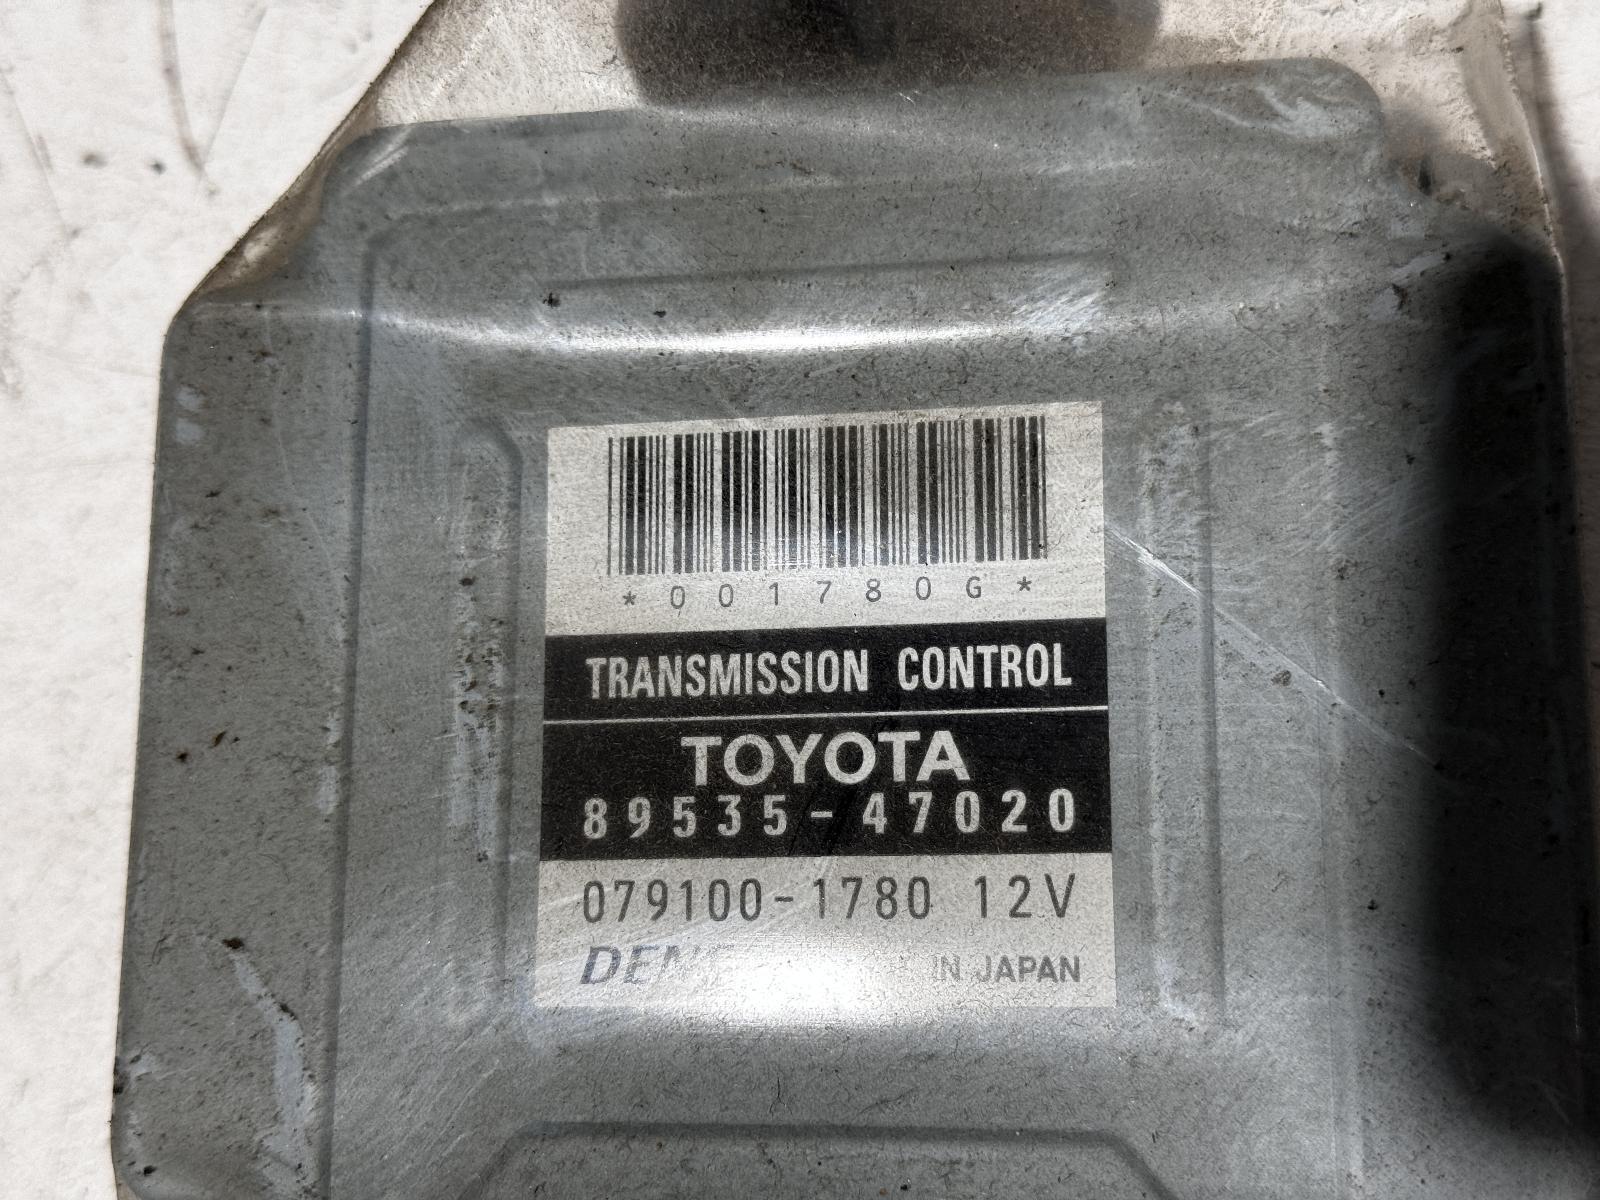 *001780G*
TRANSMISSION CONTROL
TOYOTA
89535-47020
079100-1780 12V
IN JAPAN